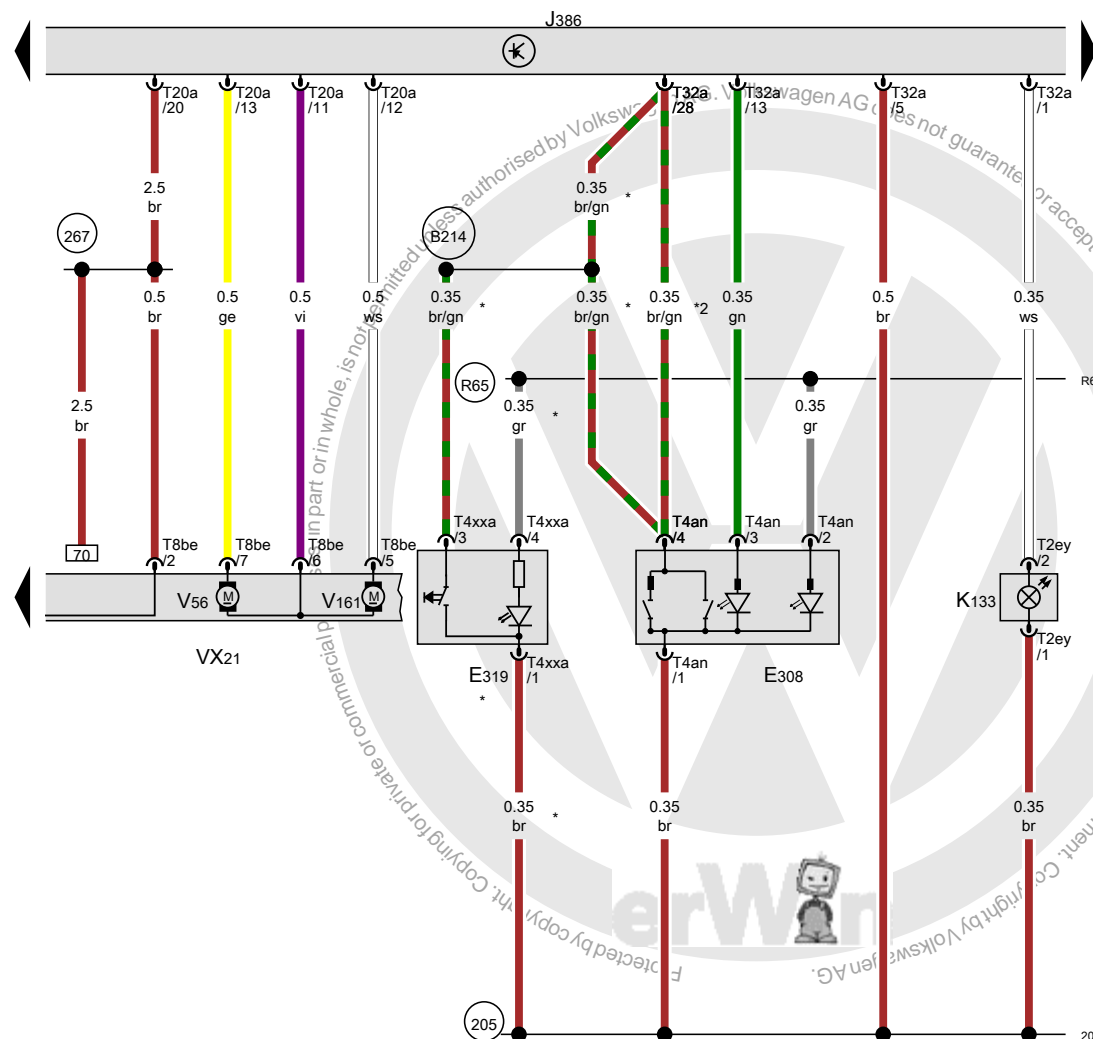 J386
T20a /20
T20a /13
T20a /11
T20a /12
T32a /28
T32a /13
T32a /5
T32a /1
2.5 br
0.35 br/gn *
267
B214
0.5 br
0.5 ge
0.5 vi
0.5 ws
0.35 br/gn *
0.35 br/gn *
0.35 br/gn *2
0.35 gn
0.5 br
0.35 ws
R65
2.5 br
0.35 gr *
0.35 gr
70
T8be /2
T8be /7
T8be /6
T8be /5
T4xxa /3
T4xxa /4
T4an /4
T4an /3
T4an /2
T2ey /2
V56
M
V161
M
K133
VX21
E319
*
T4xxa /1
T4an /1
E308
T2ey /1
0.35 br *
0.35 br
0.35 br
205
20
erWin
Protected by copyright. Copying for private or commercial purposes, in part or in whole, is not permitted unless authorised by Volkswagen AG. Volkswagen AG does not guarantee or accept
ment. Copyright by Volkswagen AG.